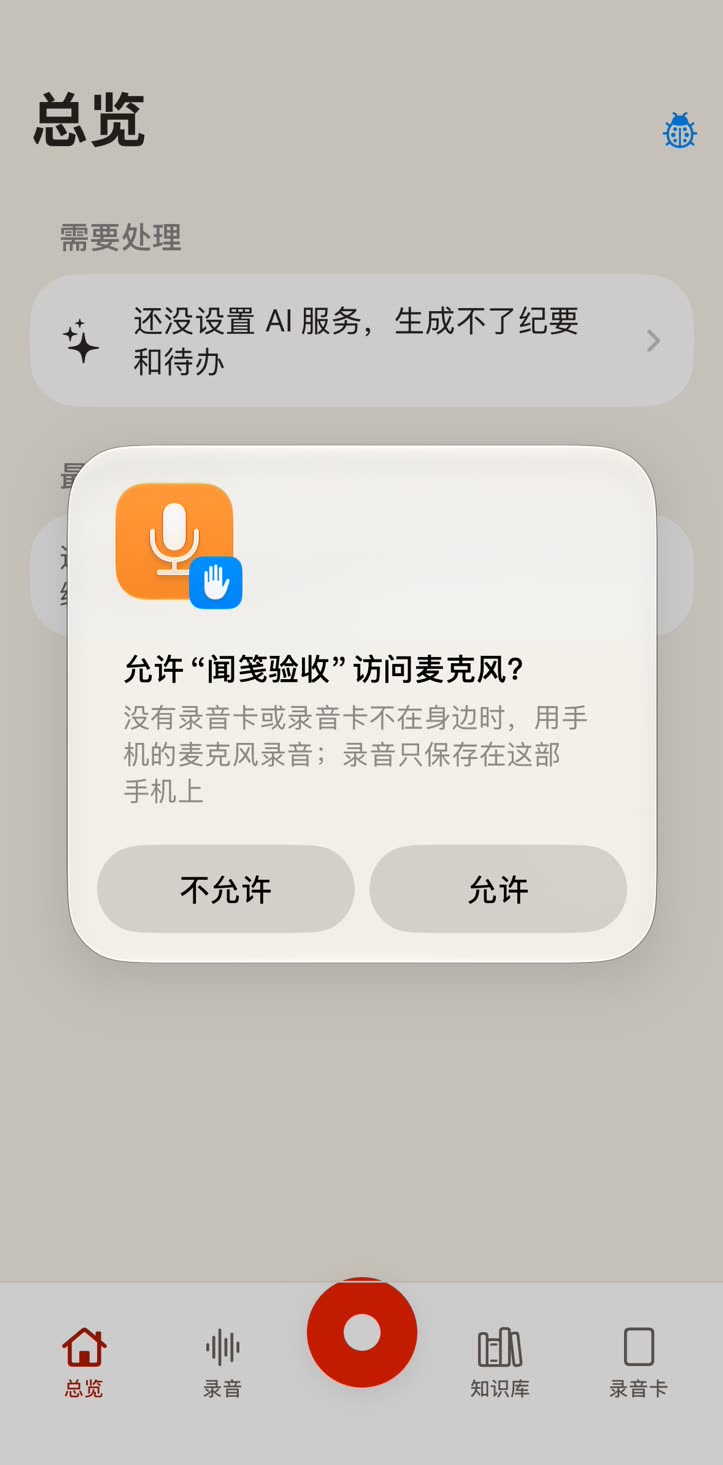 总览
需要处理
还没设置 AI 服务，生成不了纪要
和待办
允许“闻笺验收”访问麦克风？
没有录音卡或录音卡不在身边时，用手
机的麦克风录音；录音只保存在这部
手机上
不允许
允许
总览
录音
知识库
录音卡